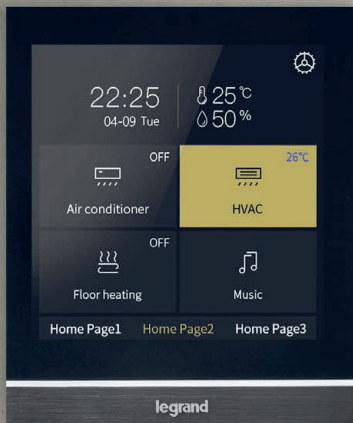 22:25
04-09 Tue
25°C
50%
OFF
Air conditioner
26°C
HVAC
OFF
Floor heating
Music
Home Page1 Home Page2 Home Page3
legrand